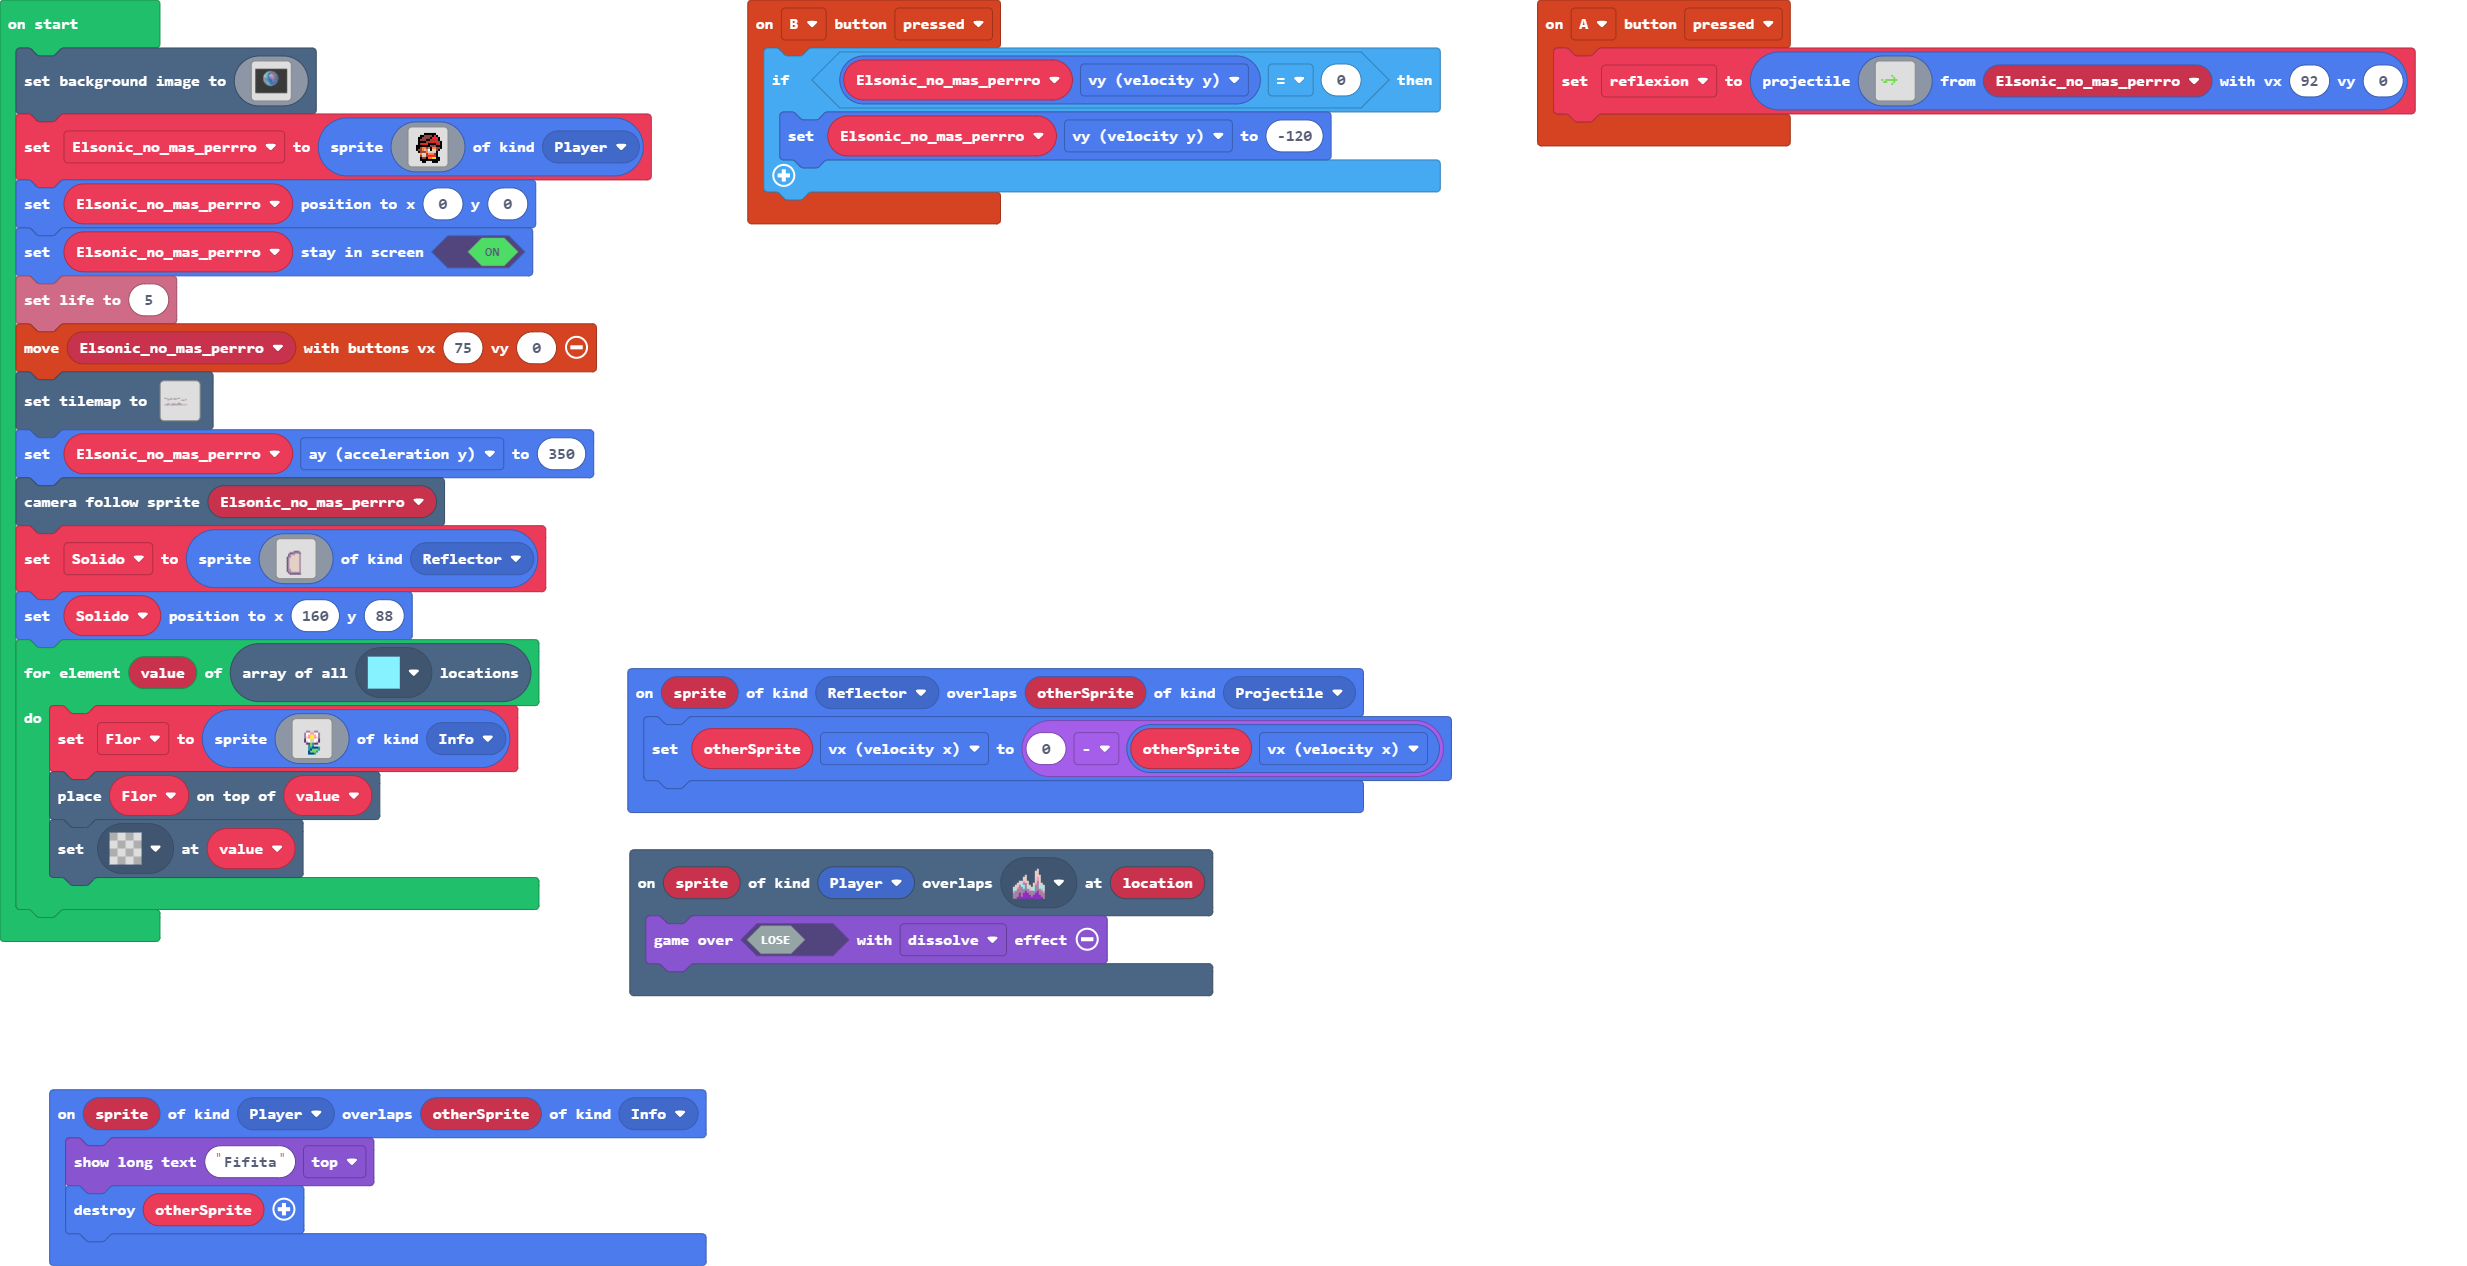 on start
set background image to
set Elsonic_no_mas_perrro to sprite of kind Player
set Elsonic_no_mas_perrro position to x 0 y 0
set Elsonic_no_mas_perrro stay in screen ON
set life to 5
move Elsonic_no_mas_perrro with buttons vx 75 vy 0
set tilemap to
set Elsonic_no_mas_perrro ay (acceleration y) to 350
camera follow sprite Elsonic_no_mas_perrro
set Solido to sprite of kind Reflector
set Solido position to x 160 y 88
for element value of array of all locations
do
set Flor to sprite of kind Info
place Flor on top of value
set at value
on B button pressed
if Elsonic_no_mas_perrro vy (velocity y) = 0 then
set Elsonic_no_mas_perrro vy (velocity y) to -120
on A button pressed
set reflexion to projectile from Elsonic_no_mas_perrro with vx 92 vy 0
on sprite of kind Reflector overlaps otherSprite of kind Projectile
set otherSprite vx (velocity x) to 0 - otherSprite vx (velocity x)
on sprite of kind Player overlaps at location
game over LOSE with dissolve effect
on sprite of kind Player overlaps otherSprite of kind Info
show long text "Fifita" top
destroy otherSprite